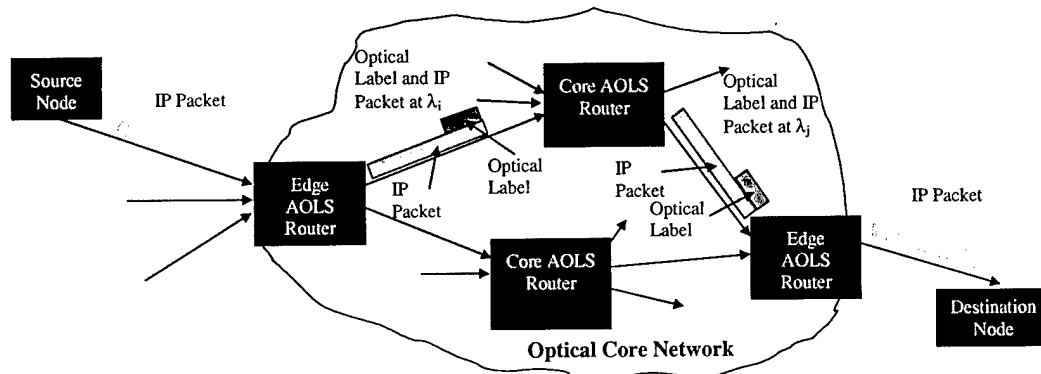 Source
Node
IP Packet
Optical
Label and IP
Packet at λi
Core AOLS
Router
Optical
Label and IP
Packet at λj
Edge
AOLS
Router
IP
Packet
Optical
Label
IP
Packet
Optical
Label
Core AOLS
Router
Edge
AOLS
Router
IP Packet
Destination
Node
Optical Core Network